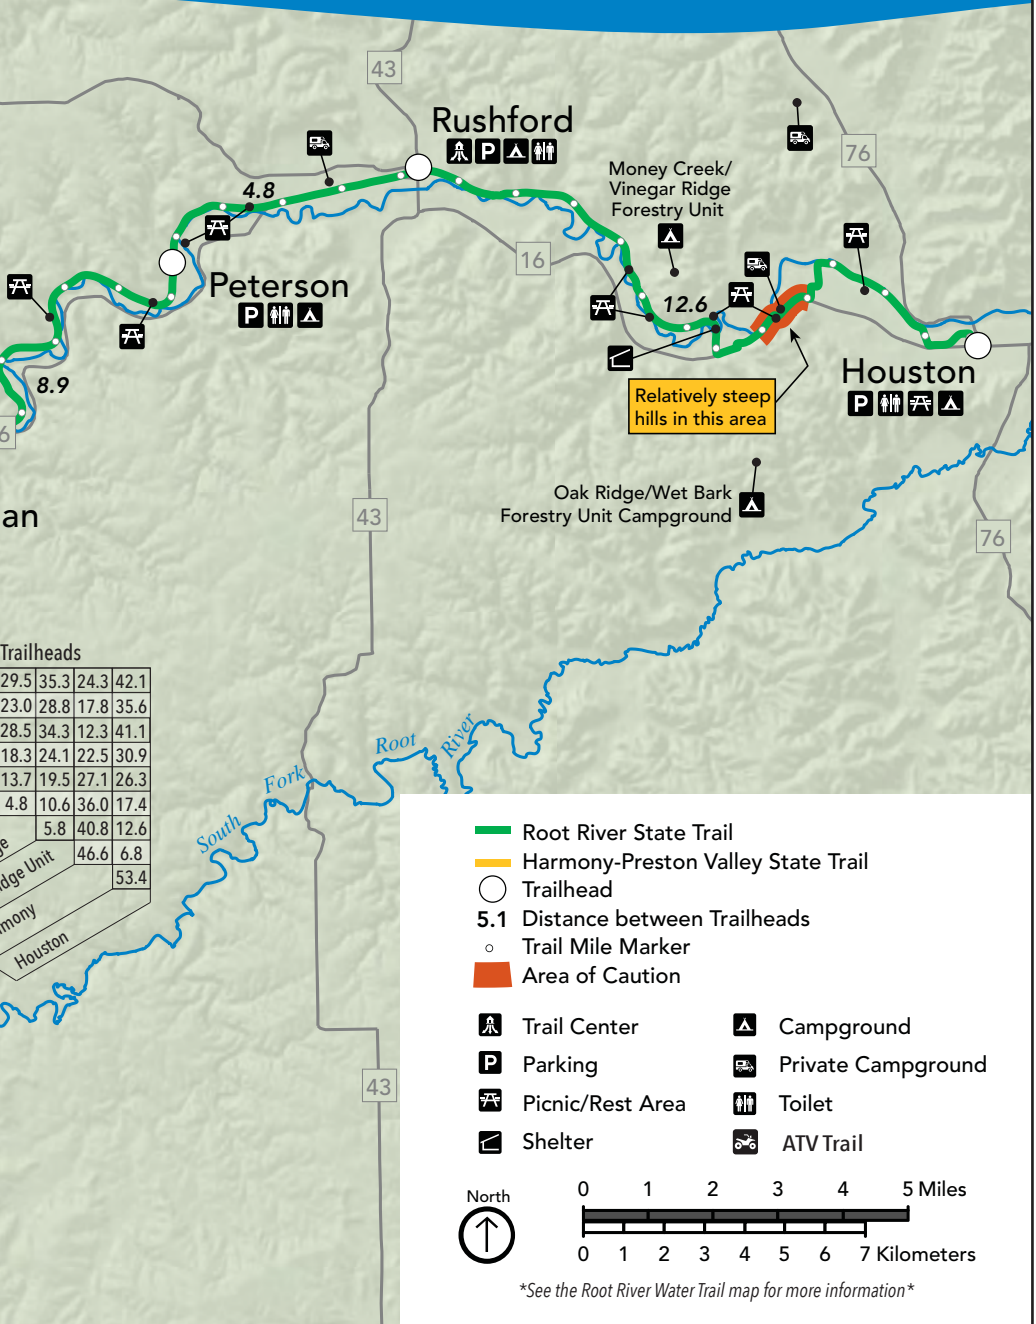 43
Rushford
P
76
Money Creek/
Vinegar Ridge
Forestry Unit
4.8
16
Peterson
P
12.6
8.9
6
Relatively steep
hills in this area
Houston
P
an
Oak Ridge/Wet Bark
Forestry Unit Campground
43
76
Trailheads
29.5 35.3 24.3 42.1
23.0 28.8 17.8 35.6
28.5 34.3 12.3 41.1
18.3 24.1 22.5 30.9
13.7 19.5 27.1 26.3
4.8 10.6 36.0 17.4
5.8 40.8 12.6
46.6 6.8
53.4
ge
idge Unit
mony
Houston
South Fork Root River
Root River State Trail
Harmony-Preston Valley State Trail
Trailhead
5.1 Distance between Trailheads
Trail Mile Marker
Area of Caution
Trail Center
P Parking
Picnic/Rest Area
Shelter
Campground
Private Campground
Toilet
ATV Trail
43
North
0 1 2 3 4 5 Miles
0 1 2 3 4 5 6 7 Kilometers
*See the Root River Water Trail map for more information*